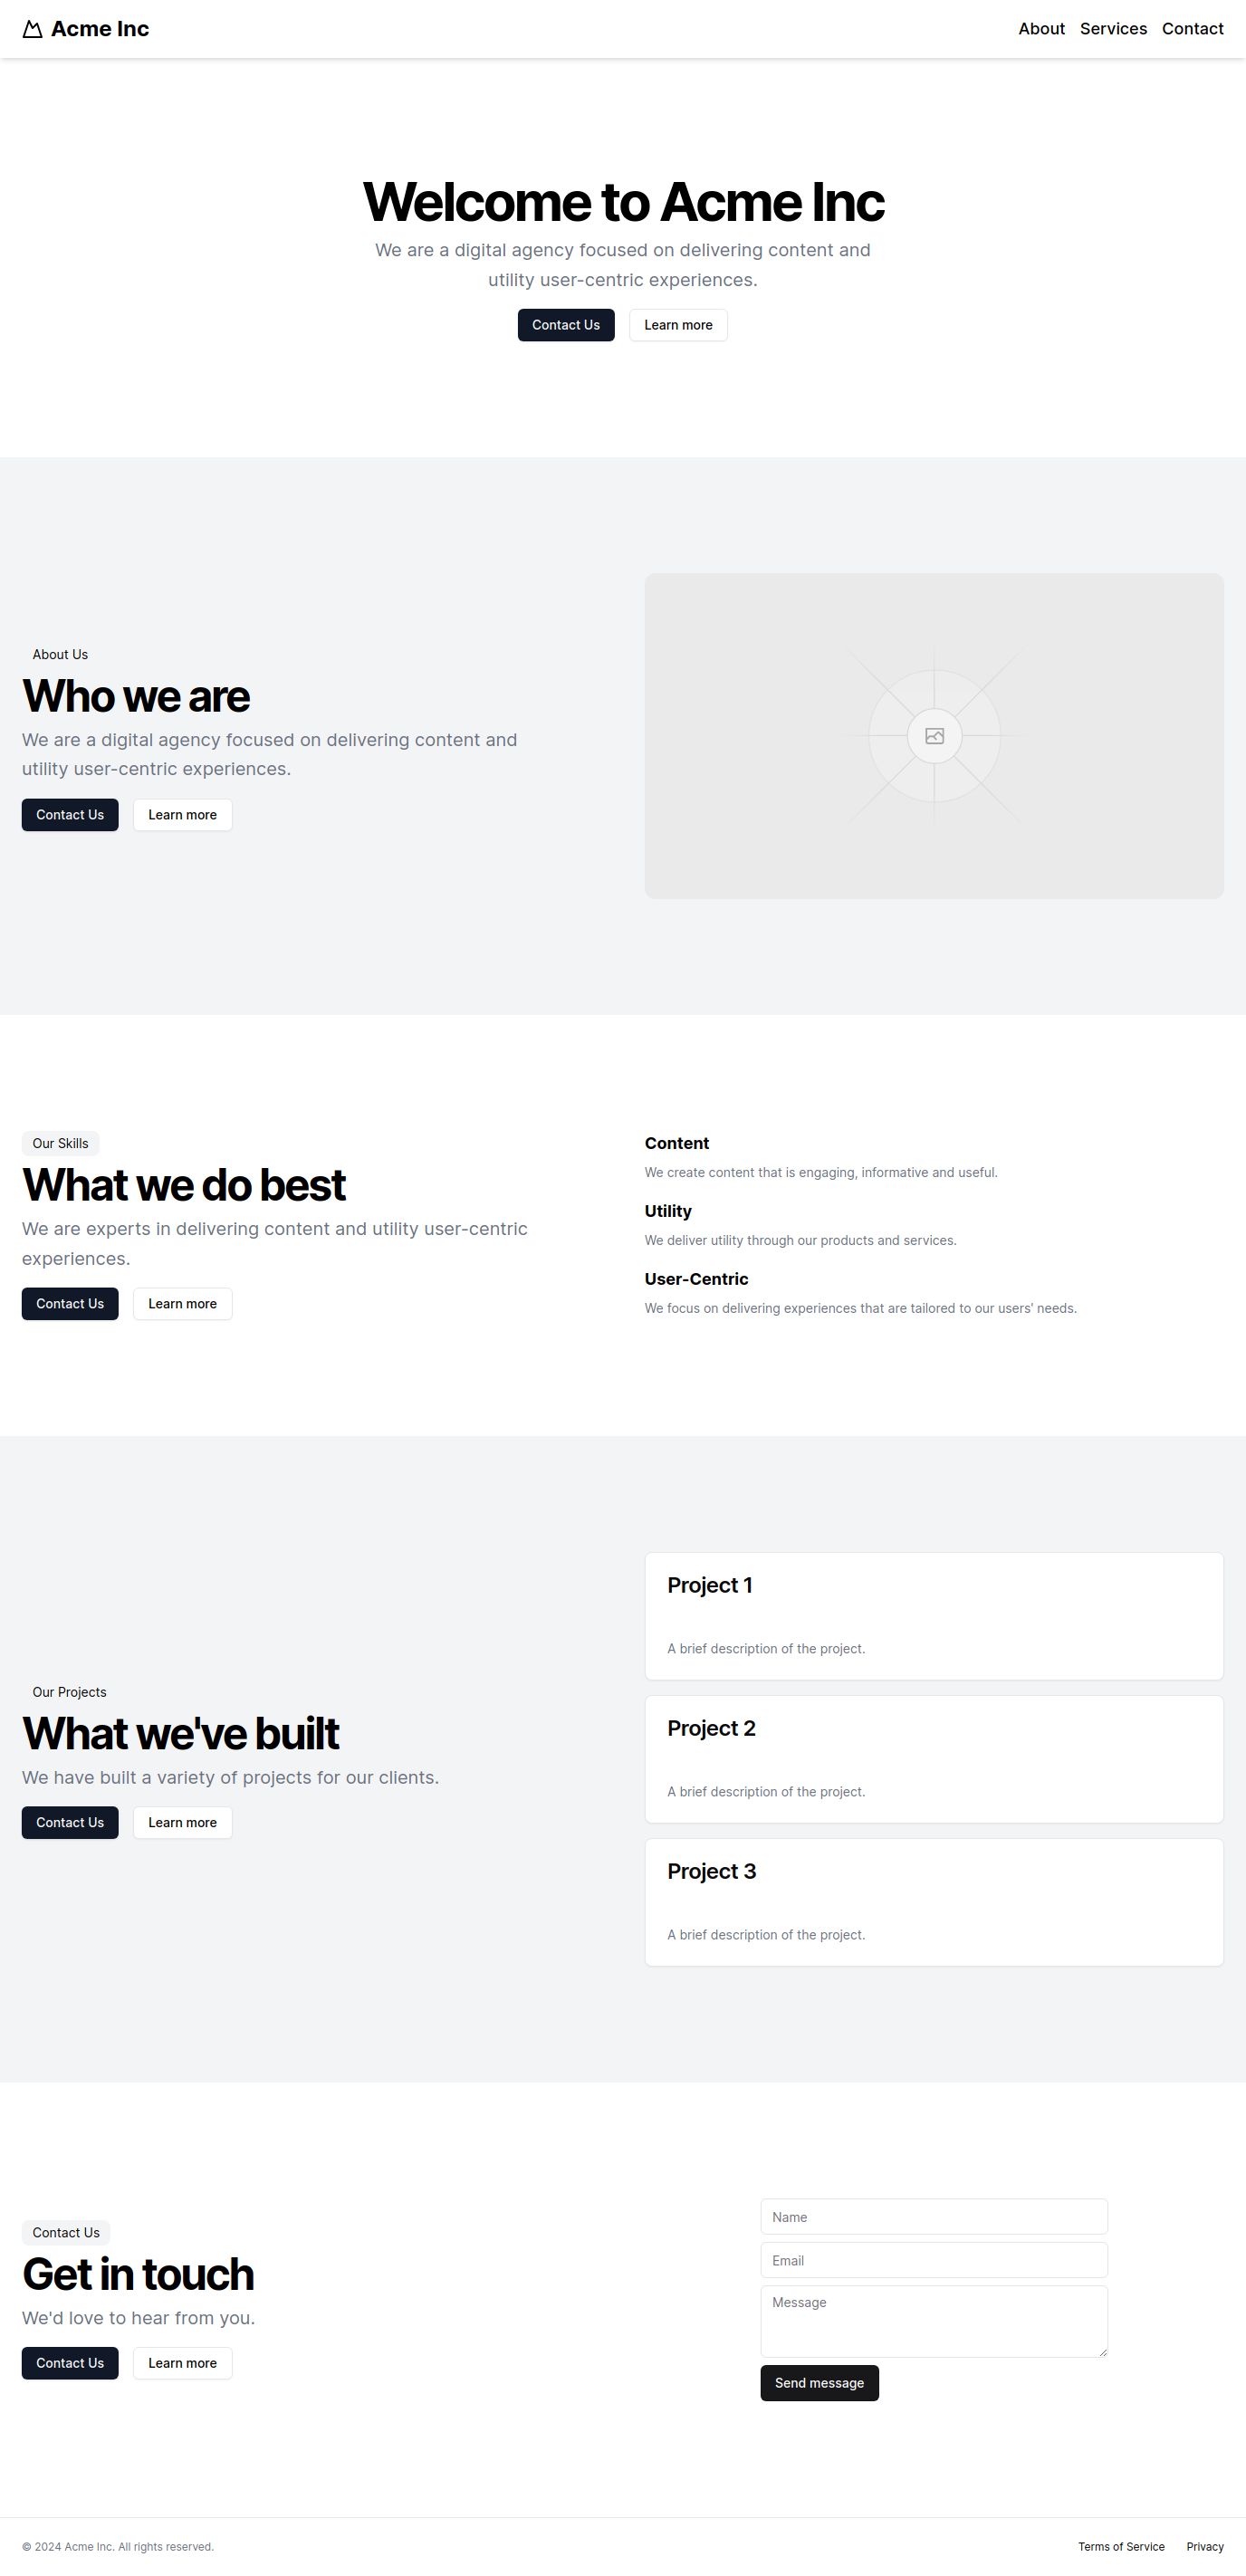 Acme Inc
About Services Contact
Welcome to Acme Inc
We are a digital agency focused on delivering content and
utility user-centric experiences.
Contact Us Learn more
About Us
Who we are
We are a digital agency focused on delivering content and
utility user-centric experiences.
Contact Us Learn more
Our Skills
What we do best
We are experts in delivering content and utility user-centric
experiences.
Contact Us Learn more
Content
We create content that is engaging, informative and useful.
Utility
We deliver utility through our products and services.
User-Centric
We focus on delivering experiences that are tailored to our users' needs.
Our Projects
What we've built
We have built a variety of projects for our clients.
Contact Us Learn more
Project 1
A brief description of the project.
Project 2
A brief description of the project.
Project 3
A brief description of the project.
Contact Us
Get in touch
We'd love to hear from you.
Contact Us Learn more
Name
Email
Message
Send message
© 2024 Acme Inc. All rights reserved.
Terms of Service Privacy